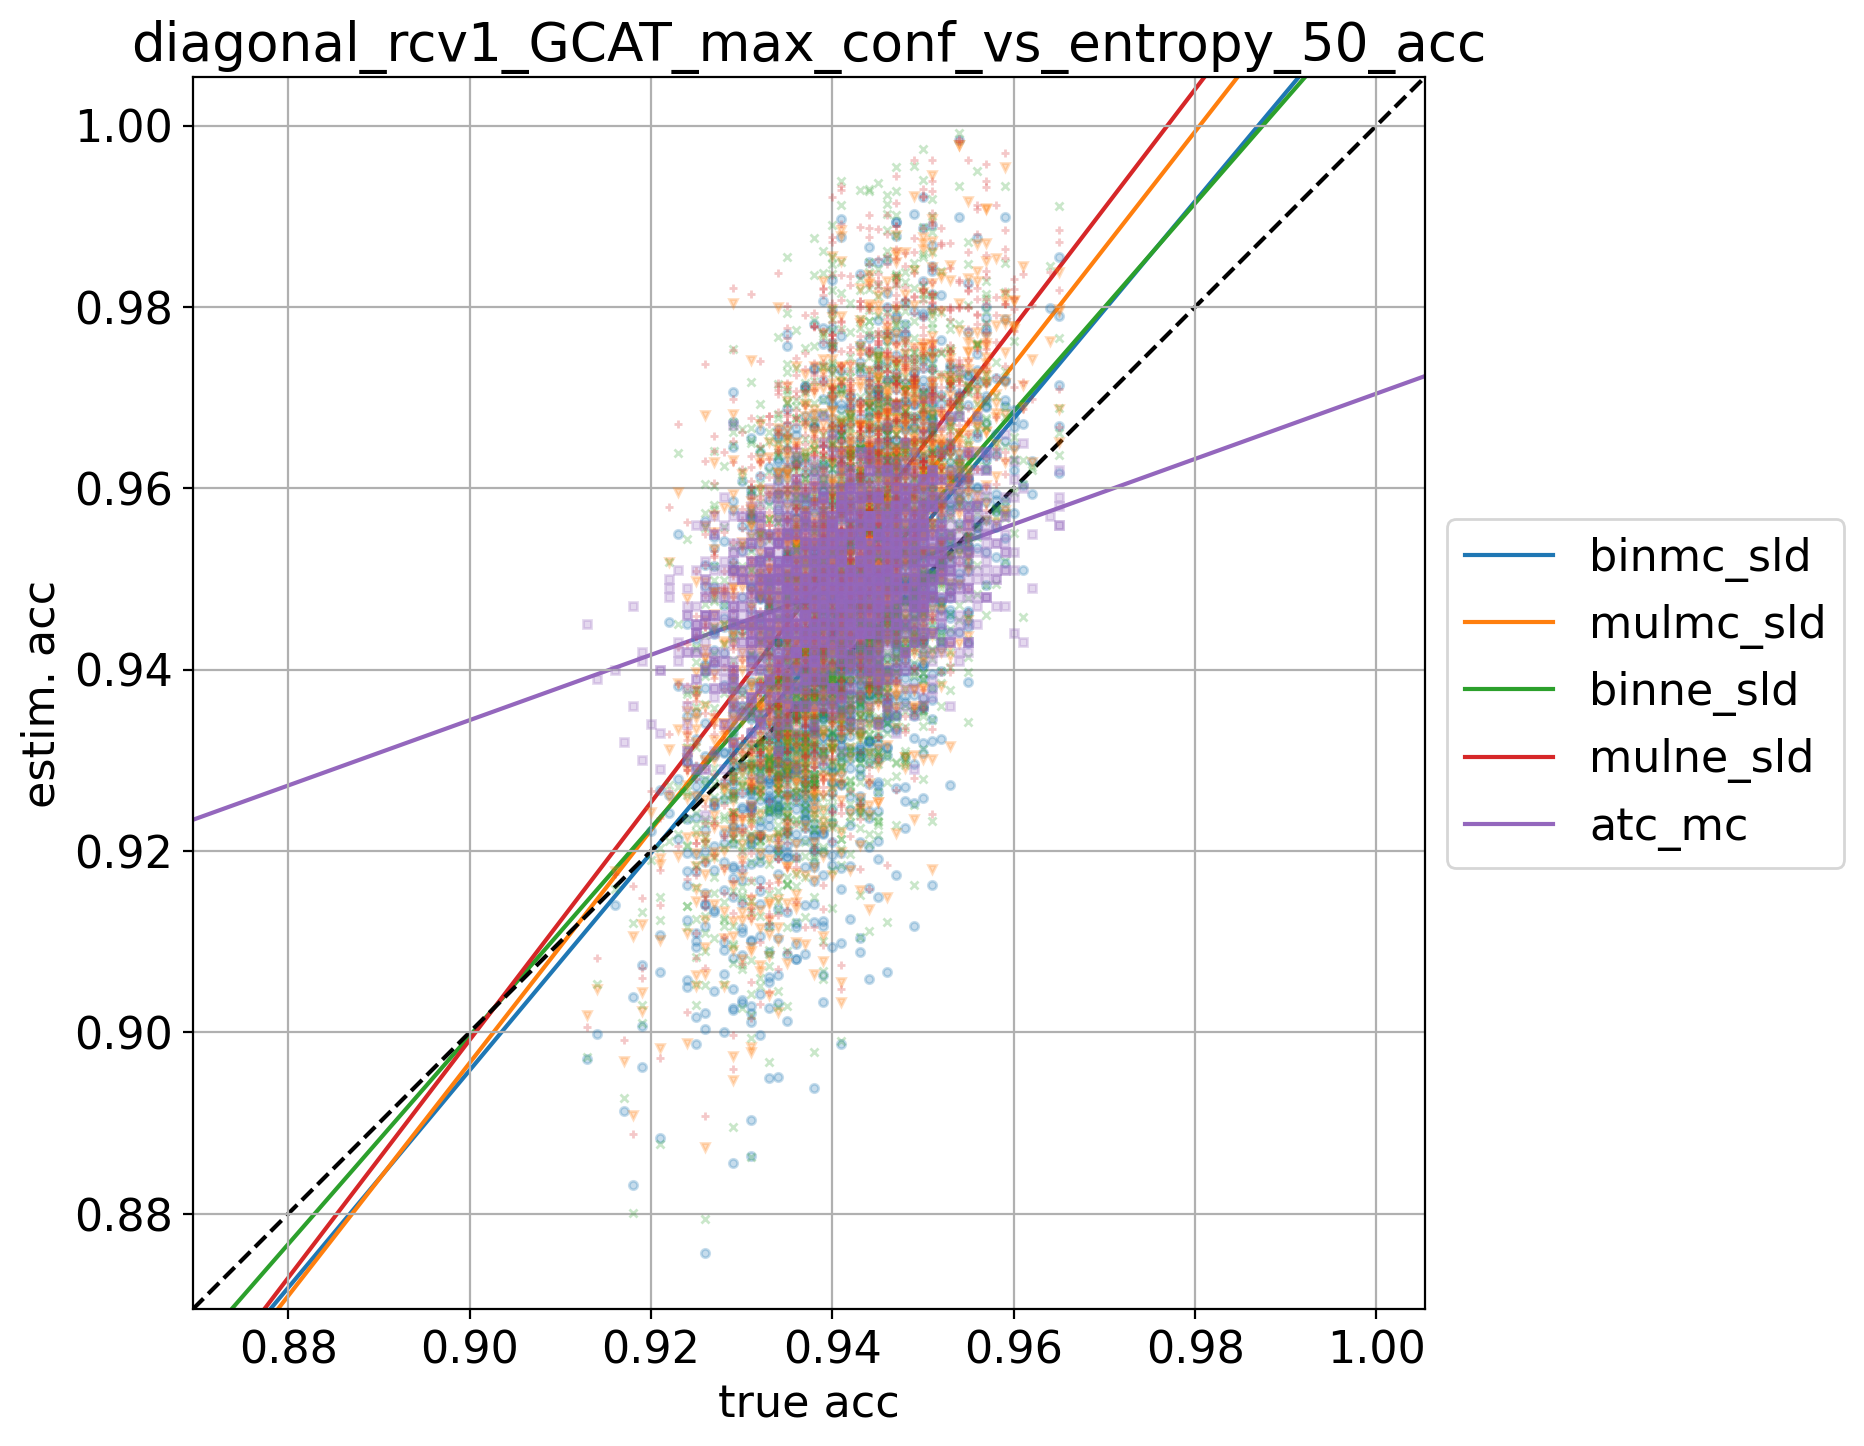 diagonal_rcv1_GCAT_max_conf_vs_entropy_50_acc
1.00
0.98
0.96
0.94
0.92
0.90
0.88
estim. acc
0.88 0.90 0.92 0.94 0.96 0.98 1.00
true acc
binmc_sld
mulmc_sld
binne_sld
mulne_sld
atc_mc